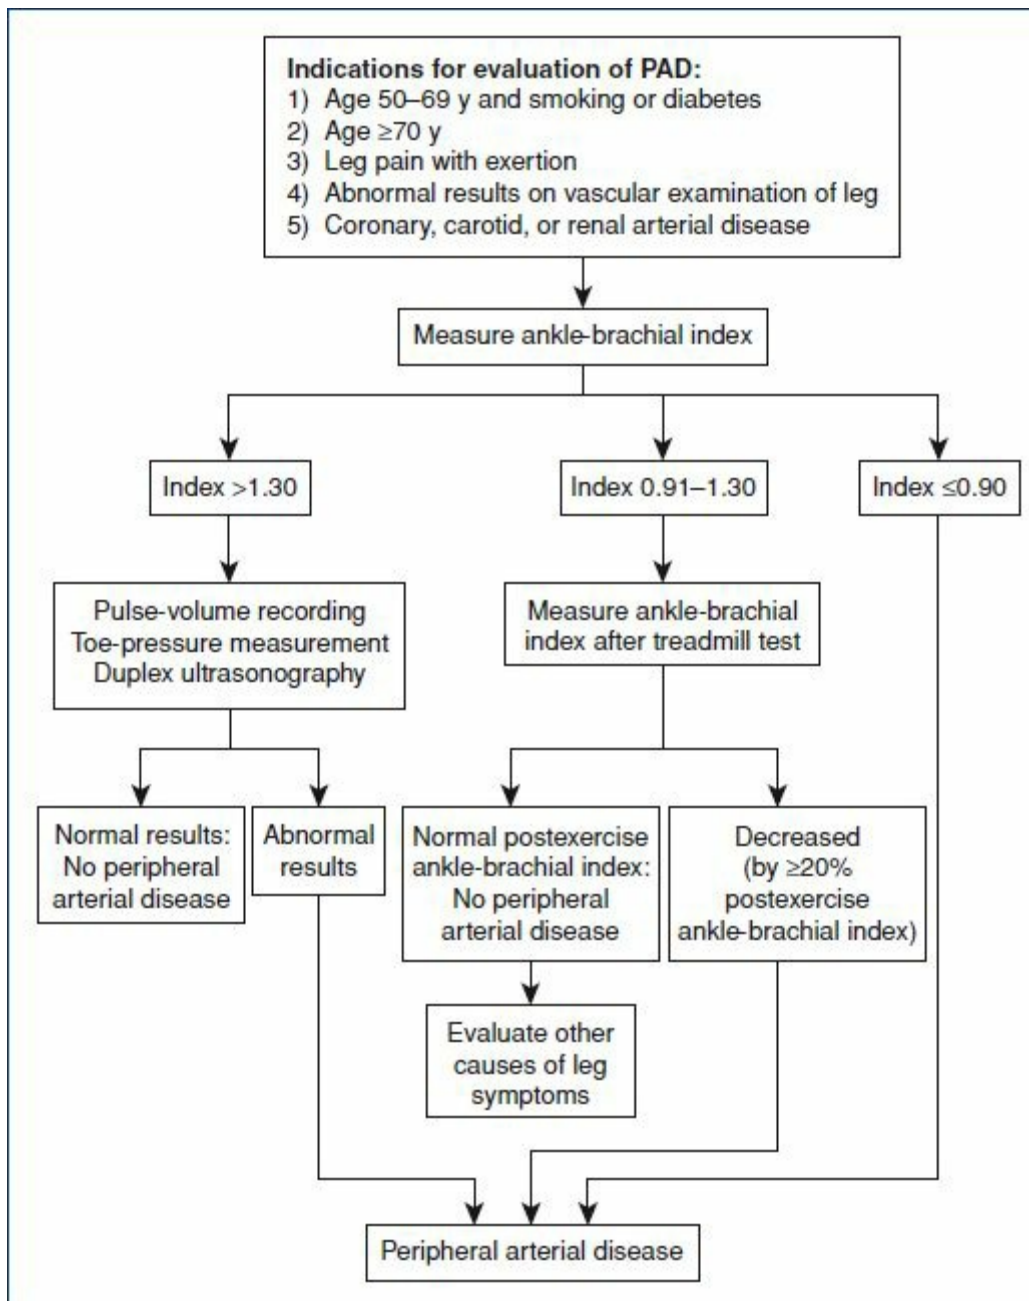 Indications for evaluation of PAD:
1) Age 50–69 y and smoking or diabetes
2) Age ≥70 y
3) Leg pain with exertion
4) Abnormal results on vascular examination of leg
5) Coronary, carotid, or renal arterial disease
Measure ankle-brachial index
Index >1.30
Index 0.91–1.30
Index ≤0.90
Pulse-volume recording
Toe-pressure measurement
Duplex ultrasonography
Measure ankle-brachial
index after treadmill test
Normal results:
No peripheral
arterial disease
Abnormal
results
Normal postexercise
ankle-brachial index:
No peripheral
arterial disease
Decreased
(by ≥20%
postexercise
ankle-brachial index)
Evaluate other
causes of leg
symptoms
Peripheral arterial disease